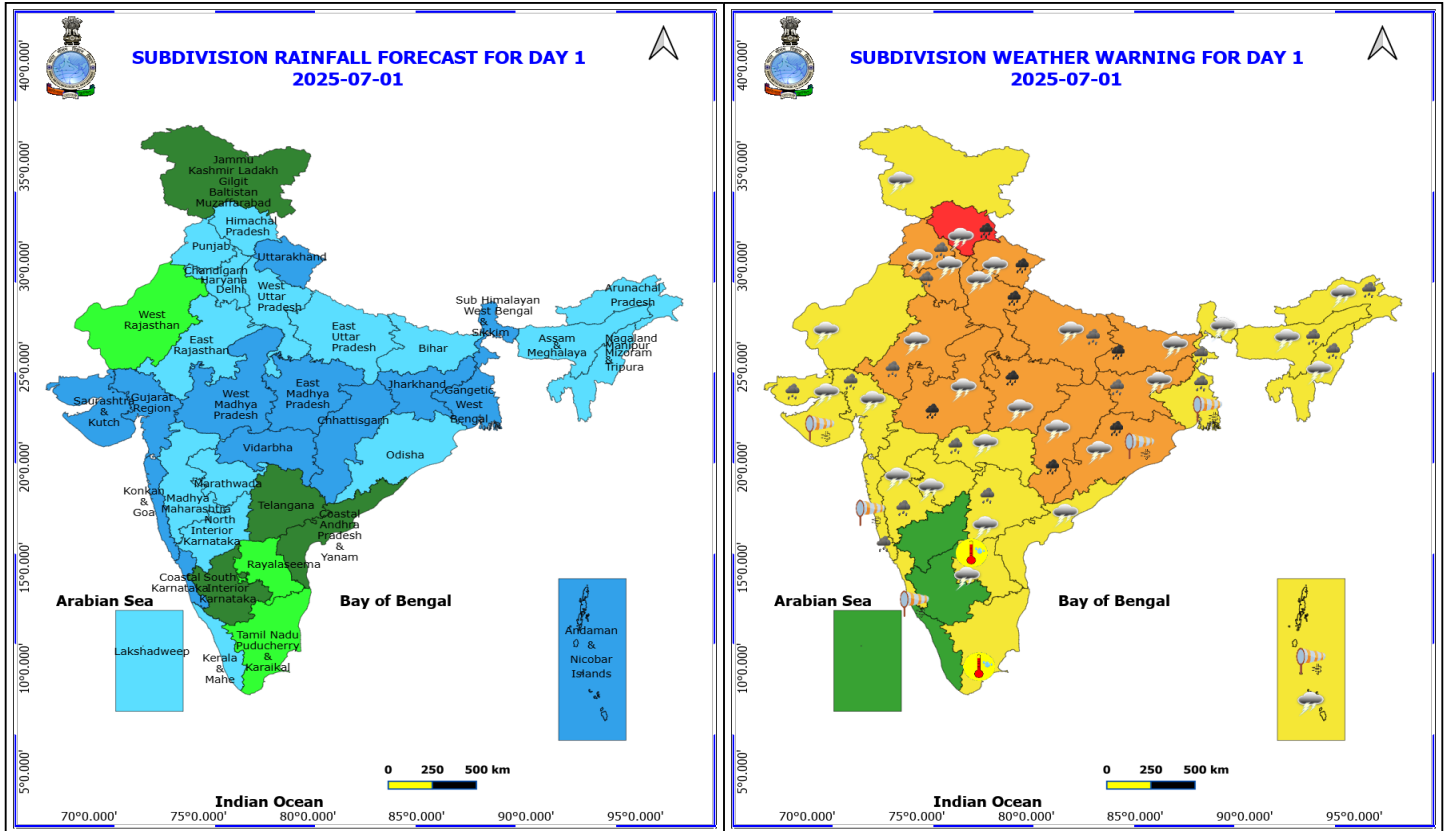 SUBDIVISION RAINFALL FORECAST FOR DAY 1
2025-07-01
40°0.000'
35°0.000'
30°0.000'
25°0.000'
20°0.000'
15°0.000'
10°0.000'
5°0.000'
Jammu
Kashmir Ladakh
Gilgit
Baltistan
Muzaffarabad
Himachal
Pradesh
Punjab
Uttarakhand
Chandigarh
Haryana
Delhi
West
Uttar
Pradesh
West
Rajasthan
East
Rajasthan
East
Uttar
Pradesh
Bihar
Sub Himalayan
West Bengal
&
Sikkim
Arunachal
Pradesh
Assam
&
Meghalaya
Nagaland
Manipur
Mizoram
&
Tripura
Saurashtra
&
Kutch
Gujarat
Region
West
Madhya
Pradesh
East
Madhya
Pradesh
Jharkhand
Gangetic
West
Bengal
Chhattisgarh
Vidarbha
Odisha
Konkan
&
Goa
Marathwada
Madhya
Maharashtra
North
Interior
Karnataka
Telangana
Coastal
Andhra
Pradesh
&
Yanam
Rayalaseema
Coastal
Karnataka
South
Interior
Karnataka
Arabian Sea
Bay of Bengal
Lakshadweep
Kerala
&
Mahe
Tamil Nadu
Puducherry
&
Karaikal
Andaman
&
Nicobar
Islands
0 250 500 km
Indian Ocean
70°0.000' 75°0.000' 80°0.000' 85°0.000' 90°0.000' 95°0.000'
SUBDIVISION WEATHER WARNING FOR DAY 1
2025-07-01
40°0.000'
35°0.000'
30°0.000'
25°0.000'
20°0.000'
15°0.000'
10°0.000'
5°0.000'
Arabian Sea
Bay of Bengal
0 250 500 km
Indian Ocean
70°0.000' 75°0.000' 80°0.000' 85°0.000' 90°0.000' 95°0.000'